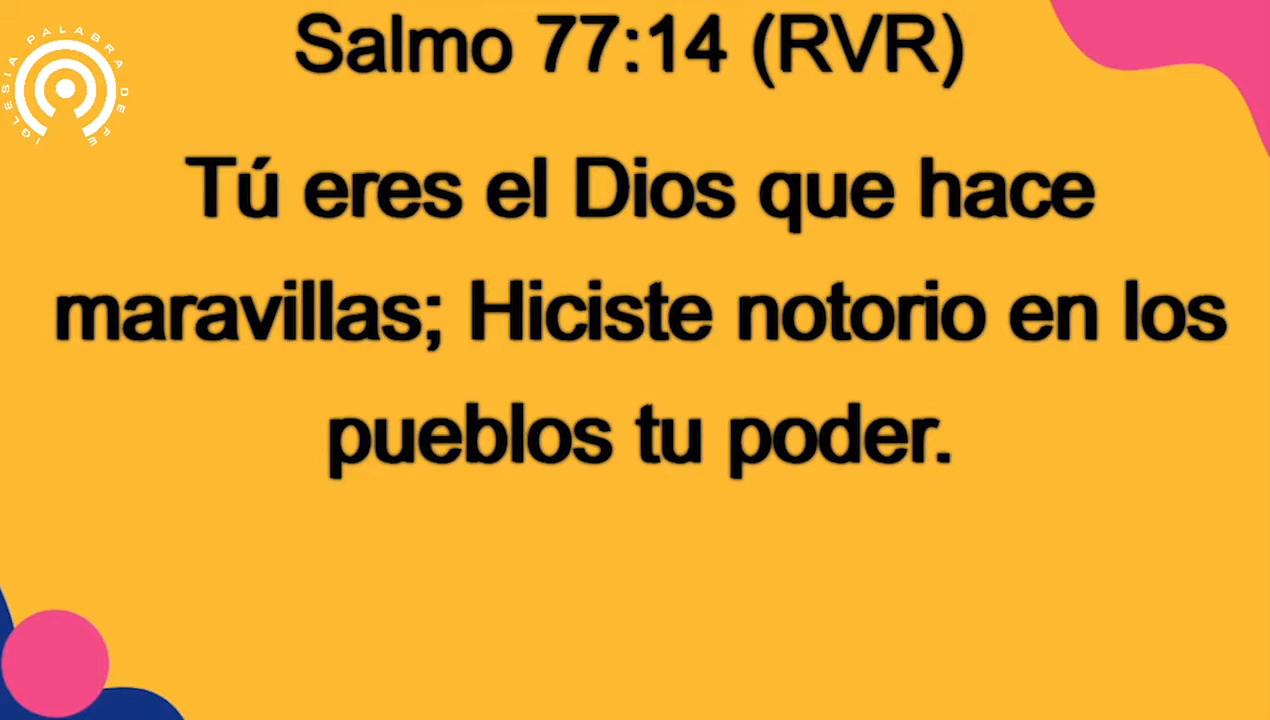 IGLESIA PALABRA DE FE
Salmo 77:14 (RVR)
Tú eres el Dios que hace
maravillas; Hiciste notorio en los
pueblos tu poder.